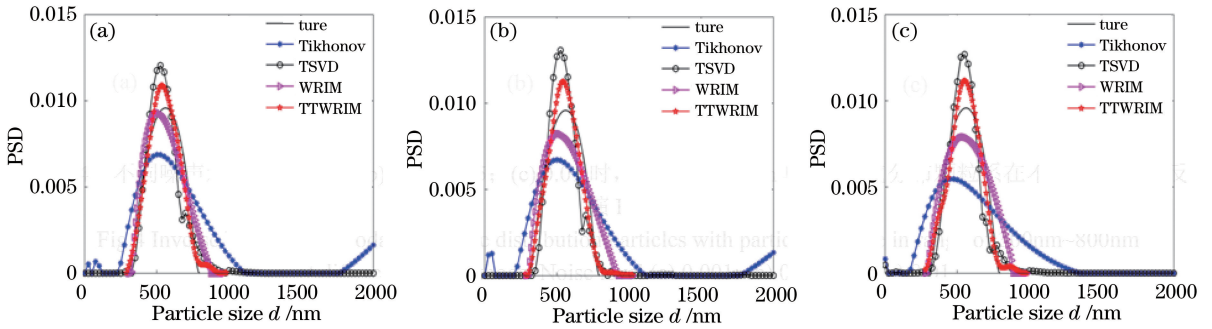 (a)
ture
Tikhonov
TSVD
WRIM
TTWRIM
0.015
0.010
0.005
0
PSD
0 500 1000 1500 2000
Particle size d /nm
(b)
ture
Tikhonov
TSVD
WRIM
TTWRIM
0.015
0.010
0.005
0
PSD
0 500 1000 1500 2000
Particle size d /nm
(c)
ture
Tikhonov
TSVD
WRIM
TTWRIM
0.015
0.010
0.005
0
PSD
0 500 1000 1500 2000
Particle size d /nm